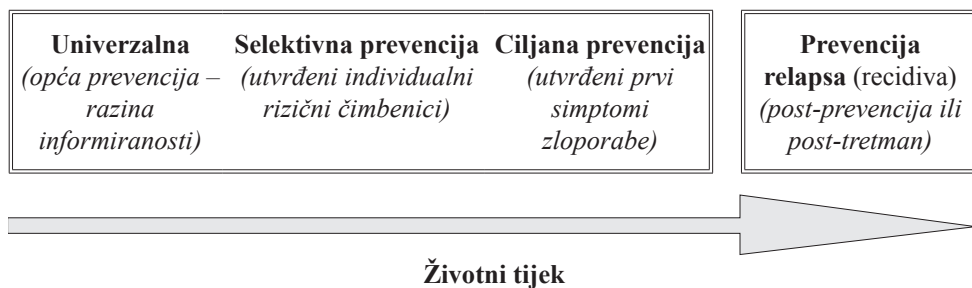 Univerzalna
(opća prevencija –
razina
informiranosti)
Selektivna prevencija
(utvrđeni individualni
rizični čimbenici)
Ciljana prevencija
(utvrđeni prvi
simptomi
zloporabe)
Prevencija
relapsa (recidiva)
(post-prevencija ili
post-tretman)
Životni tijek